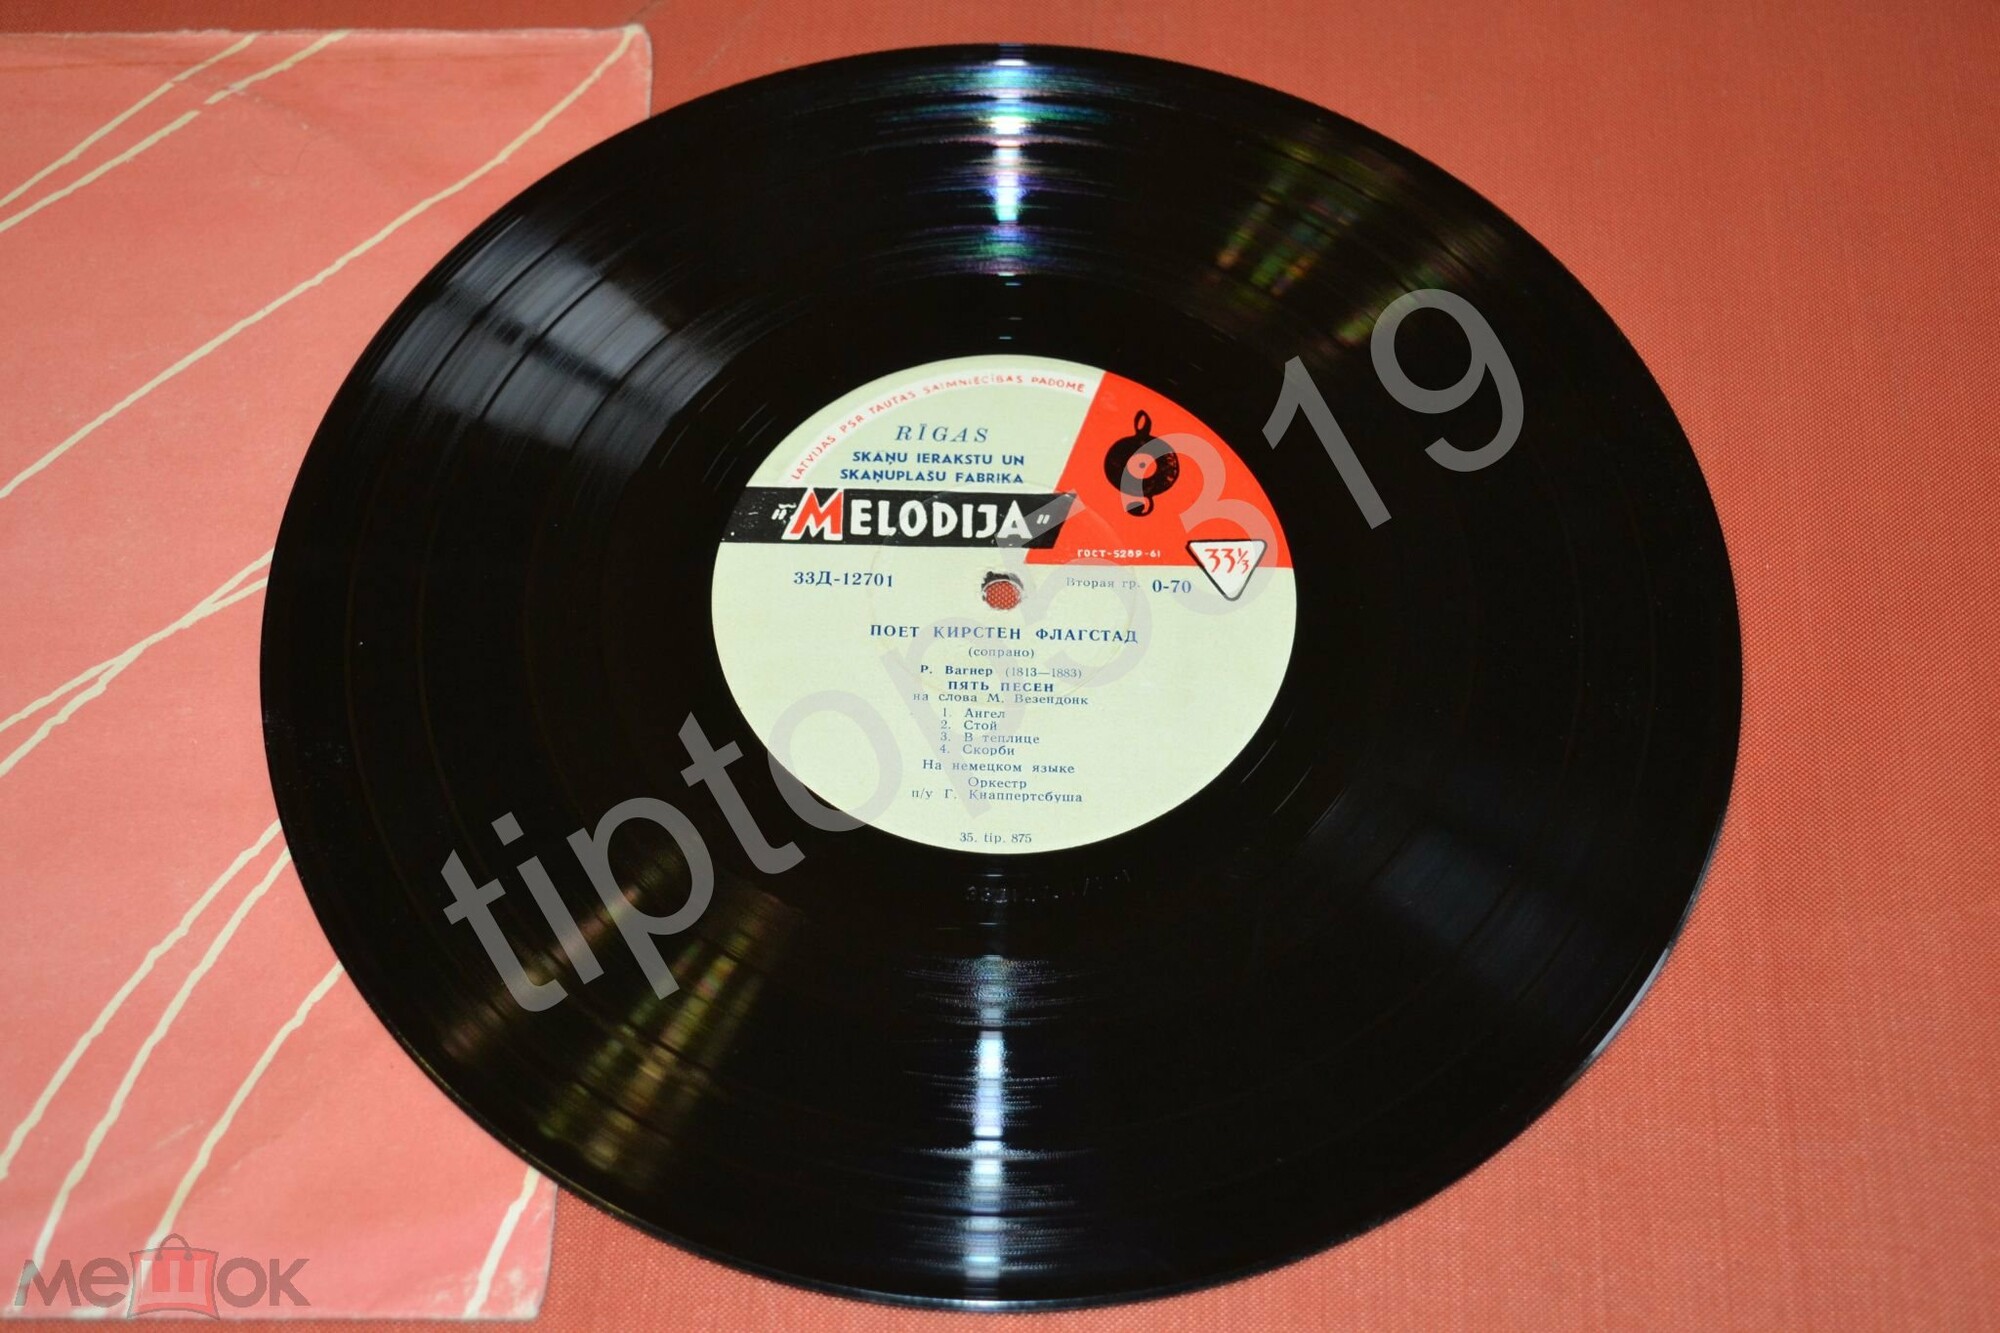 LATVIJAS PSR TAUTAS SAIMNIECĪBAS PADOME
RĪGAS
SKAŅU IERAKSTU UN
SKAŅUPLAŠU FABRIKA
"MELODIJA"
ГОСТ-5289-61
33⅓
33Д-12701
Вторая гр. 0-70
ПОЕТ КИРСТЕН ФЛАГСТАД
(сопрано)
Р. Вагнер (1813—1883)
ПЯТЬ ПЕСЕН
на слова М. Везендонк
1. Ангел
2. Стой
3. В теплице
4. Скорби
На немецком языке
Оркестр
п/у Г. Кнаппертсбуша
35. tip. 875
tiptop5319
мешок